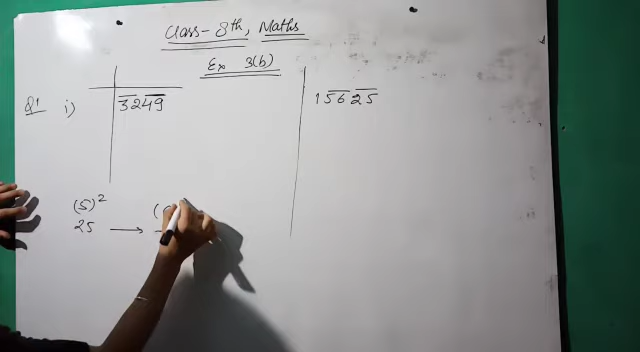 Class - 8th, Maths
Ex 3(b)
Q1 i) 3249
15625
(5)²
25 →